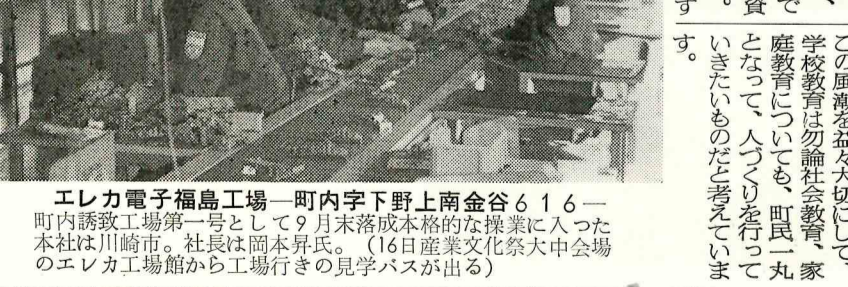 で
資
。
す
この風潮を益々大切にして、
学校教育は勿論社会教育、家
庭教育についても、町民一丸
となって、人づくりを行って
いきたいものだと考えていま
す。
エレカ電子福島工場―町内字下野上南金谷616―
町内誘致工場第一号として9月末落成本格的な操業に入った
本社は川崎市。社長は岡本昇氏。(16日産業文化祭大中会場
のエレカ工場館から工場行きの見学バスが出る)